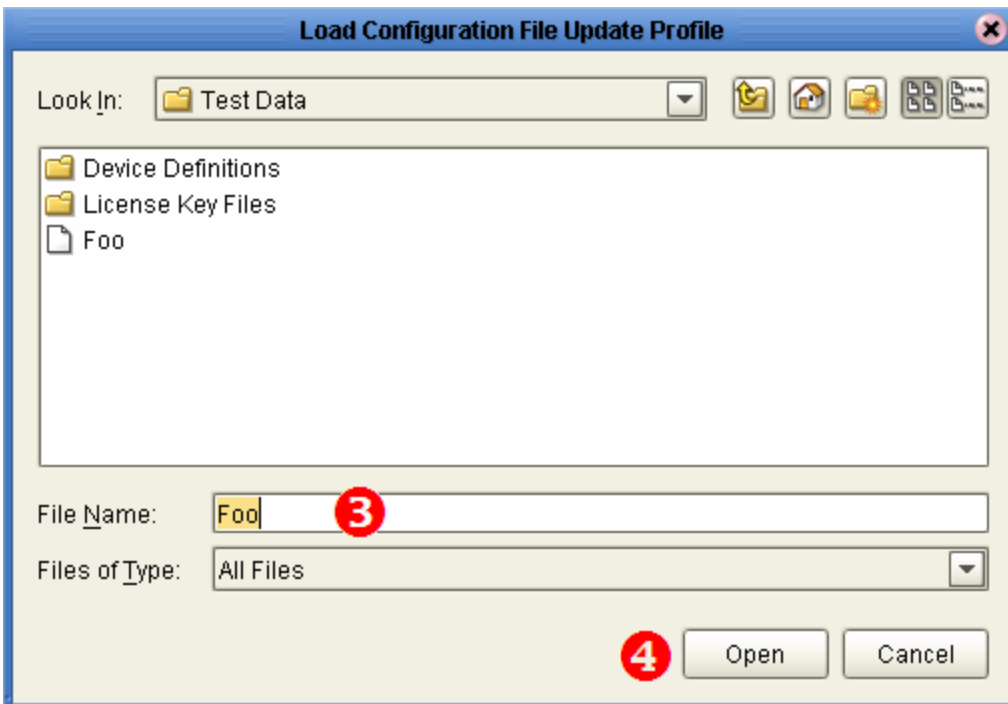 Load Configuration File Update Profile
Look In: Test Data
Device Definitions
License Key Files
Foo
File Name: Foo 3
Files of Type: All Files
4 Open Cancel